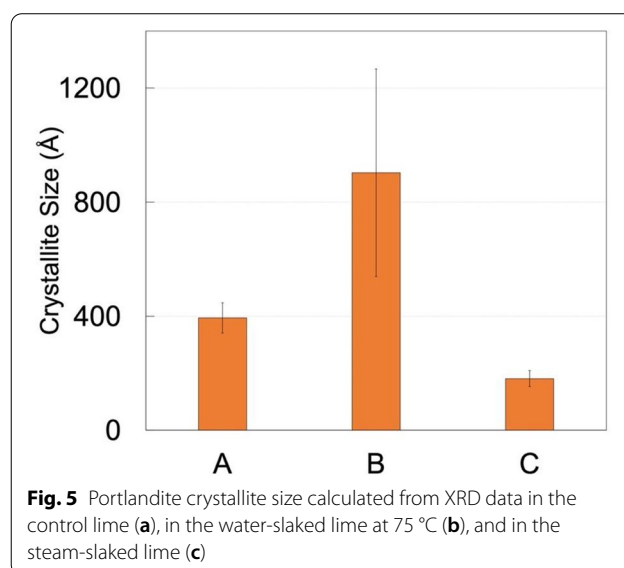 Crystallite Size (Å)
1200
800
400
0
A B C
Fig. 5 Portlandite crystallite size calculated from XRD data in the
control lime (a), in the water-slaked lime at 75 °C (b), and in the
steam-slaked lime (c)